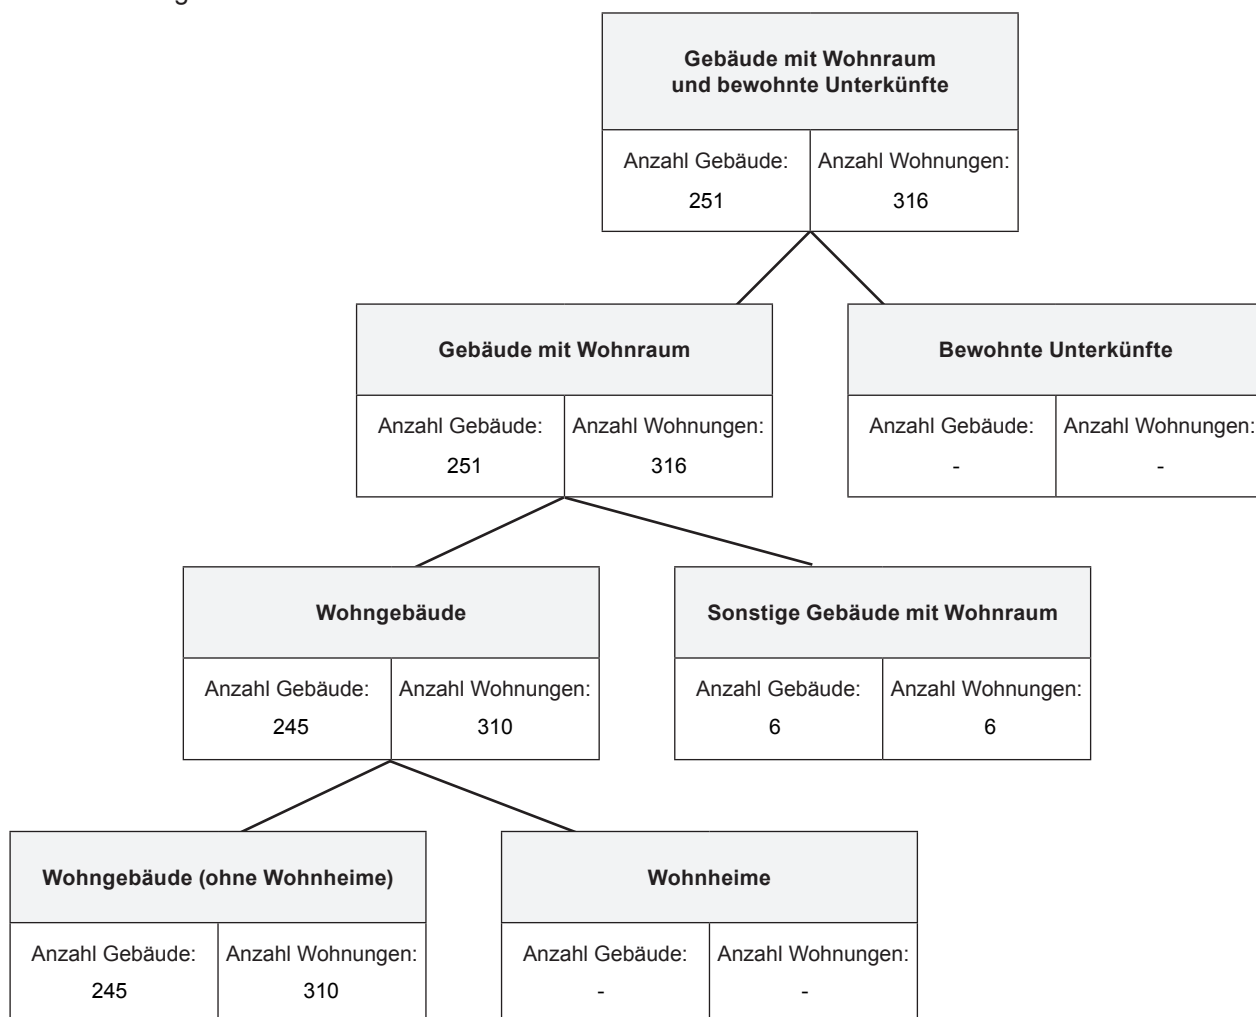 Gebäude mit Wohnraum
und bewohnte Unterkünfte
Anzahl Gebäude: Anzahl Wohnungen:
251 316
Gebäude mit Wohnraum
Anzahl Gebäude: Anzahl Wohnungen:
251 316
Bewohnte Unterkünfte
Anzahl Gebäude: Anzahl Wohnungen:
- -
Wohngebäude
Anzahl Gebäude: Anzahl Wohnungen:
245 310
Sonstige Gebäude mit Wohnraum
Anzahl Gebäude: Anzahl Wohnungen:
6 6
Wohngebäude (ohne Wohnheime)
Anzahl Gebäude: Anzahl Wohnungen:
245 310
Wohnheime
Anzahl Gebäude: Anzahl Wohnungen:
- -